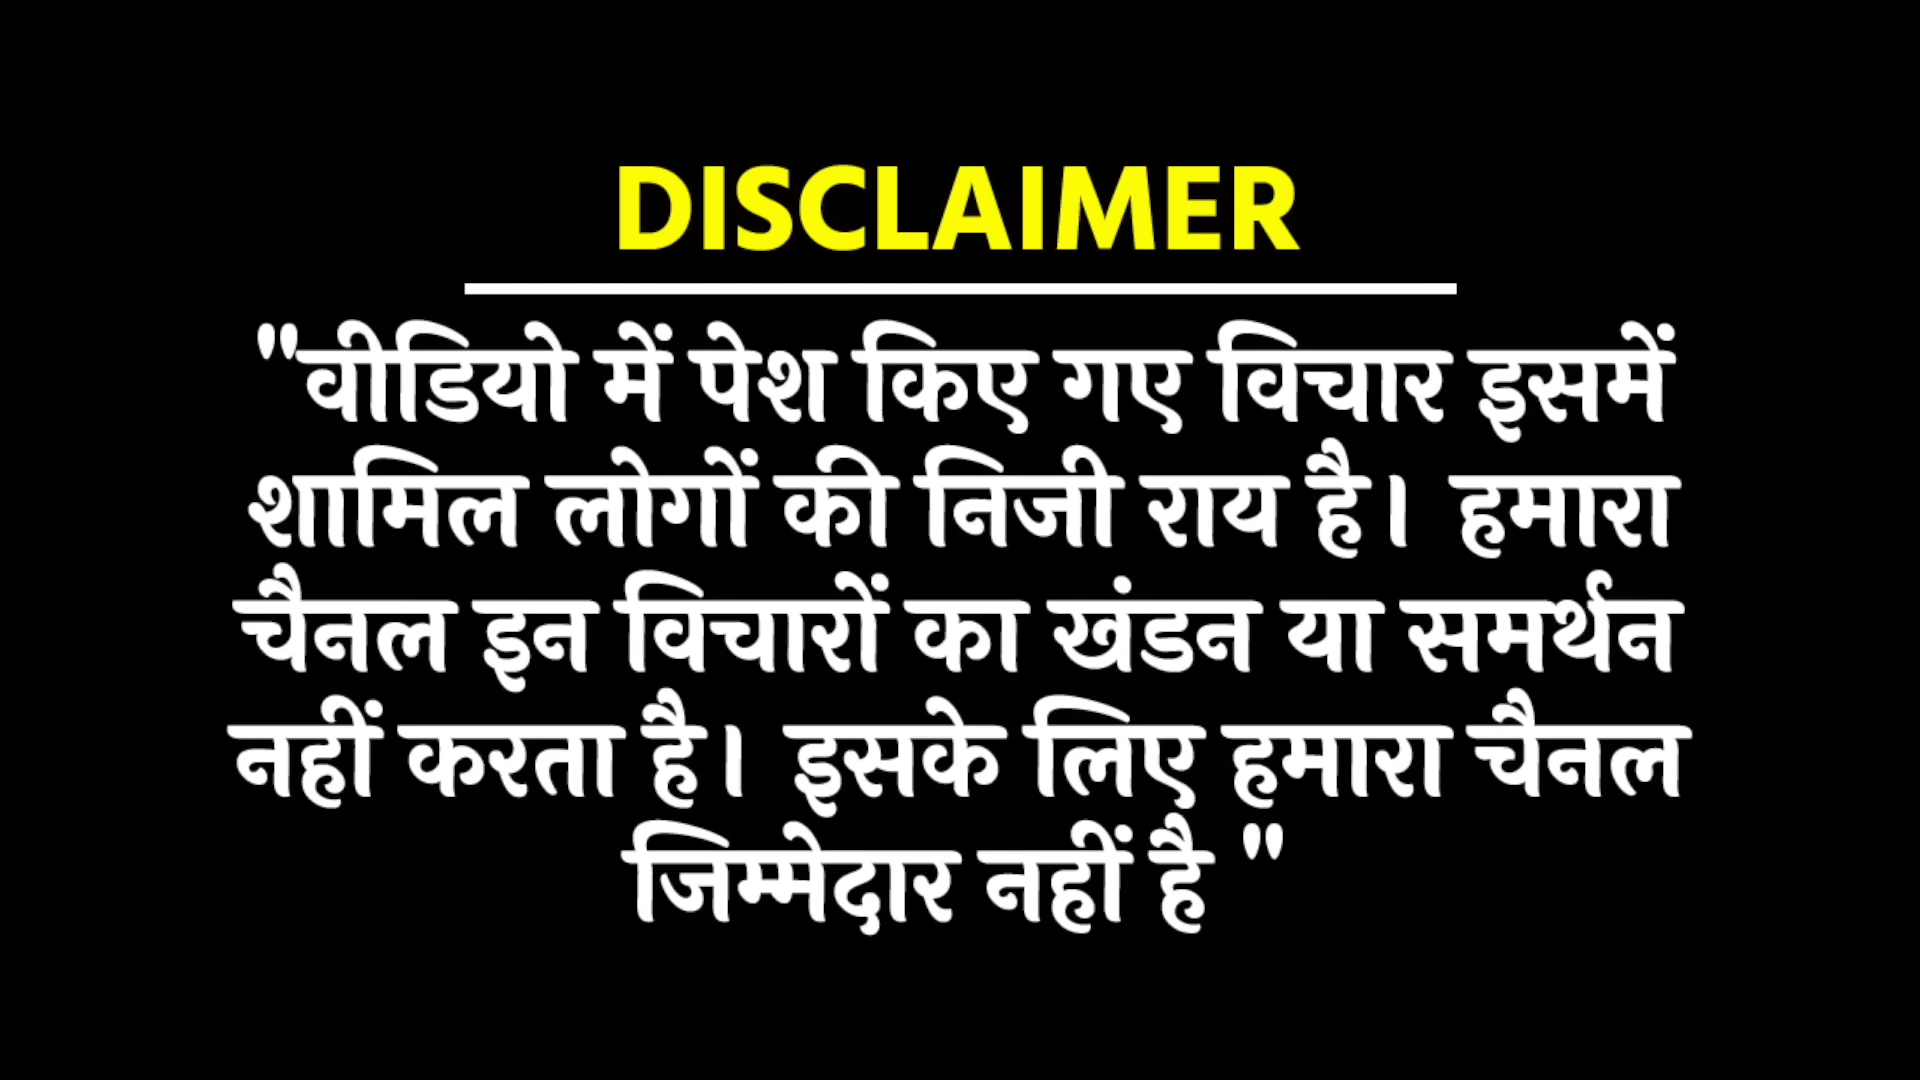 DISCLAIMER
"वीडियो में पेश किए गए विचार इसमें
शामिल लोगों की निजी राय है। हमारा
चैनल इन विचारों का खंडन या समर्थन
नहीं करता है। इसके लिए हमारा चैनल
जिम्मेदार नहीं है "